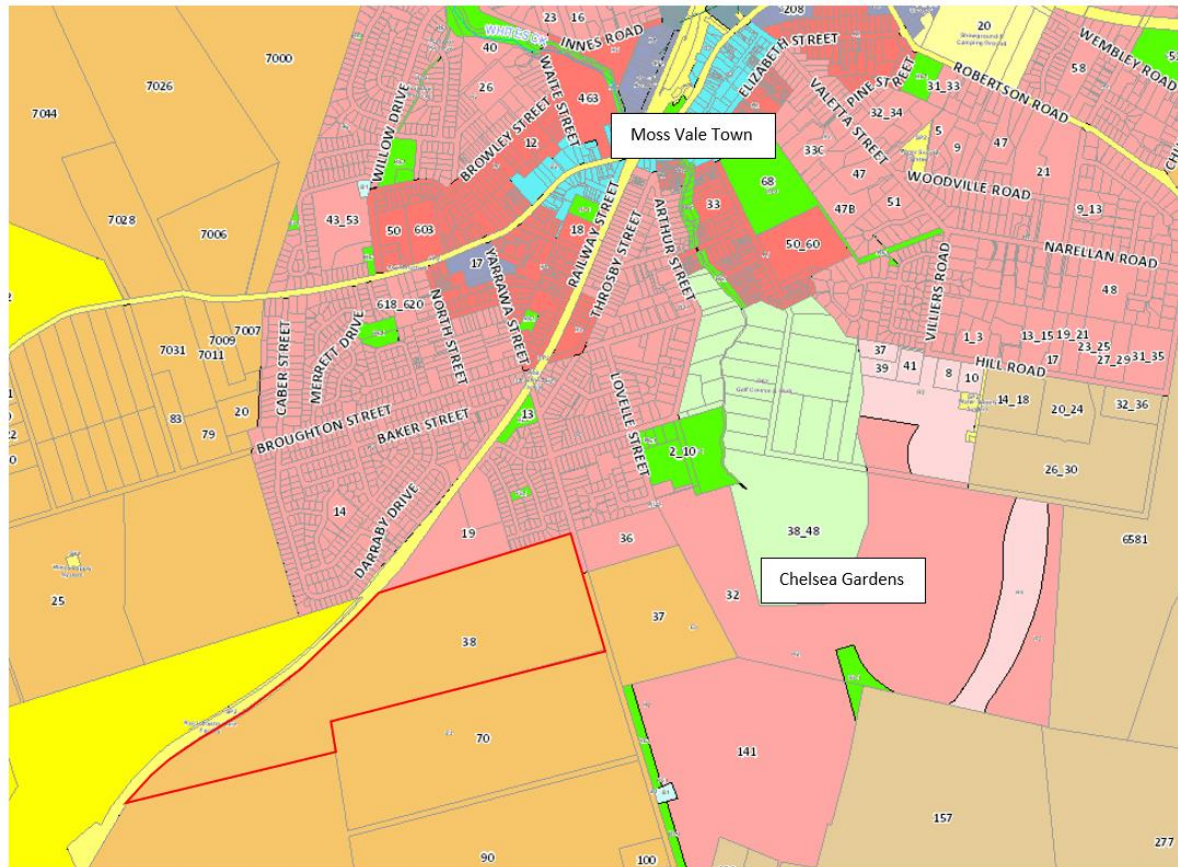 208
23 16
WHITES CK
INNES ROAD
40
20
Showground &
Camping Ground
WEMBLEY ROAD
7000
7026
7044
WAITE STREET
ELIZABETH STREET
58
26
463
PINE STREET
31_33
ROBERTSON ROAD
WILLOW DRIVE
BROWLEY STREET
VALETTA STREET
32_34
12
Moss Vale Town
33C
5
47
9
21
68
47
WOODVILLE ROAD
7028
7006
43_53
50
603
18
33
47B
51
9_13
RAILWAY STREET
ARTHUR STREET
THROSBY STREET
50_60
NARELLAN ROAD
17
YARRAWA STREET
48
618_620
NORTH STREET
VILLIERS ROAD
7007
7009
7031
7011
CABER STREET
MERRETT DRIVE
1_3
13_15
19_21
23_25
37
17
27_29
31_35
HILL ROAD
39
41
8
10
LOVELLE STREET
14_18
20_24
32_36
83
20
79
BROUGHTON STREET
BAKER STREET
13
2_10
26_30
14
DARRABY DRIVE
19
36
38_48
6581
25
Chelsea Gardens
32
37
38
70
141
157
90
100
277